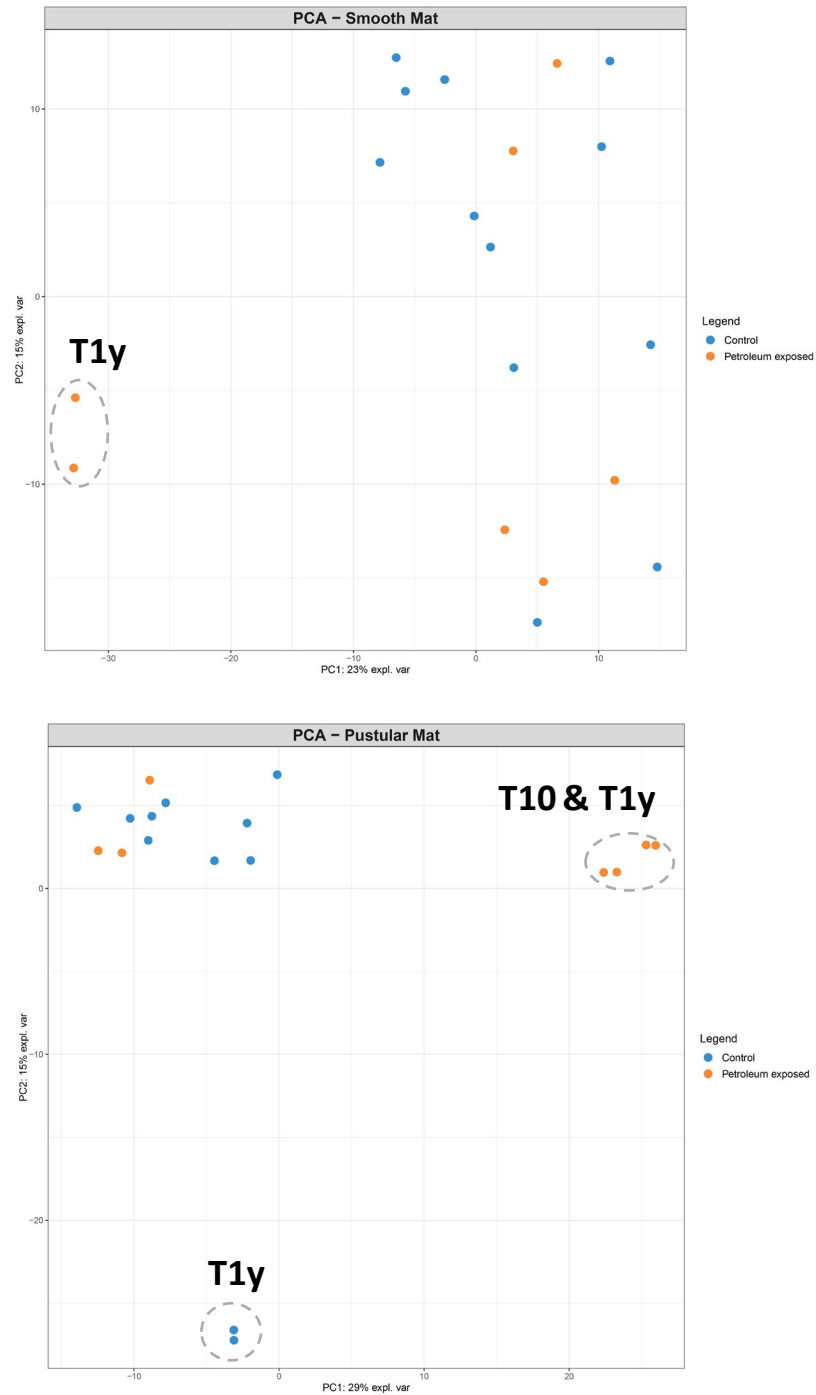 PCA − Smooth Mat
10
0
−10
PC2: 15% expl. var
T1y
−30
−20
−10
0
10
PC1: 23% expl. var
Legend
Control
Petroleum exposed
PCA − Pustular Mat
T10 & T1y
0
−10
−20
PC2: 15% expl. var
T1y
−10
0
10
20
PC1: 29% expl. var
Legend
Control
Petroleum exposed